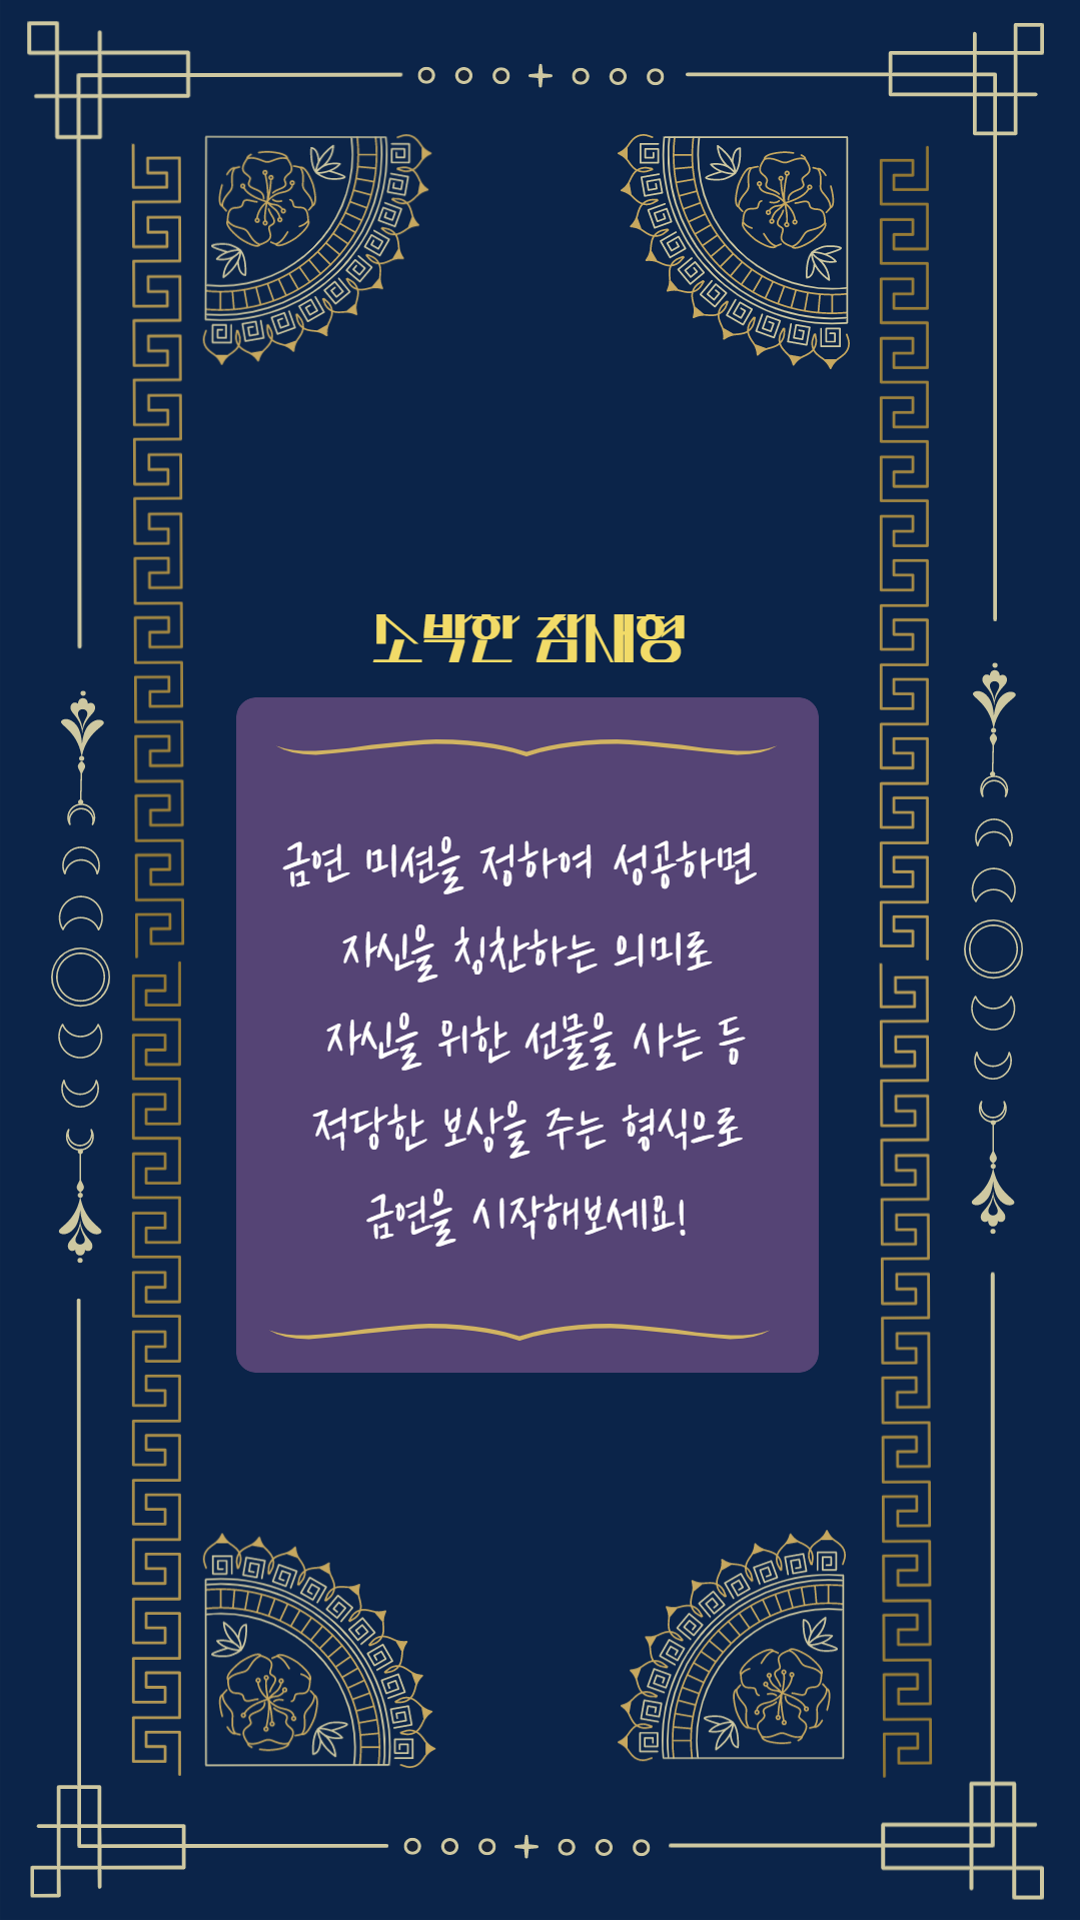 소박한 참새형
금연 미션을 정하여 성공하면
자신을 칭찬하는 의미로
자신을 위한 선물을 사는 등
적당한 보상을 주는 형식으로
금연을 시작해보세요!